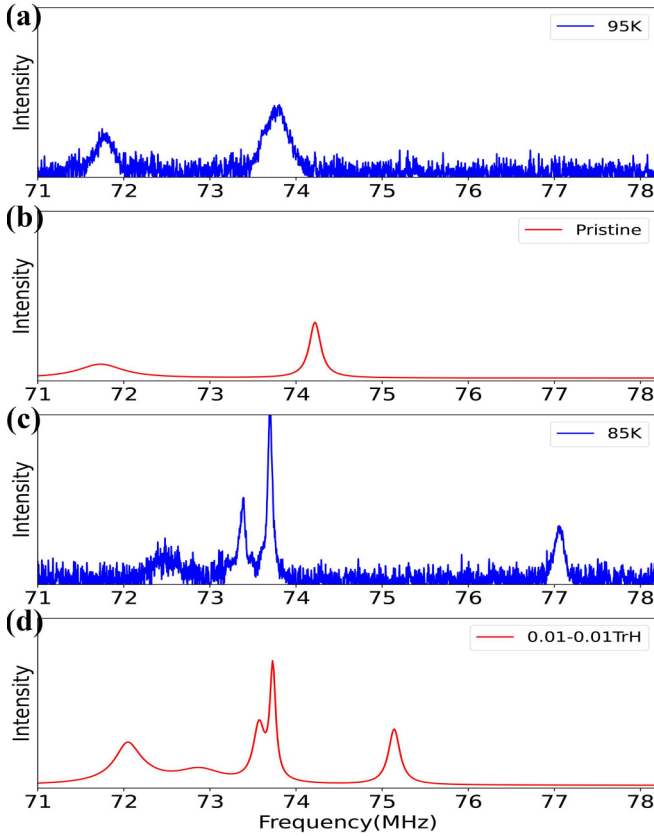 (a)
95K
Intensity
71 72 73 74 75 76 77 78
(b)
Pristine
Intensity
71 72 73 74 75 76 77 78
(c)
85K
Intensity
71 72 73 74 75 76 77 78
(d)
0.01-0.01TrH
Intensity
71 72 73 74 75 76 77 78
Frequency(MHz)